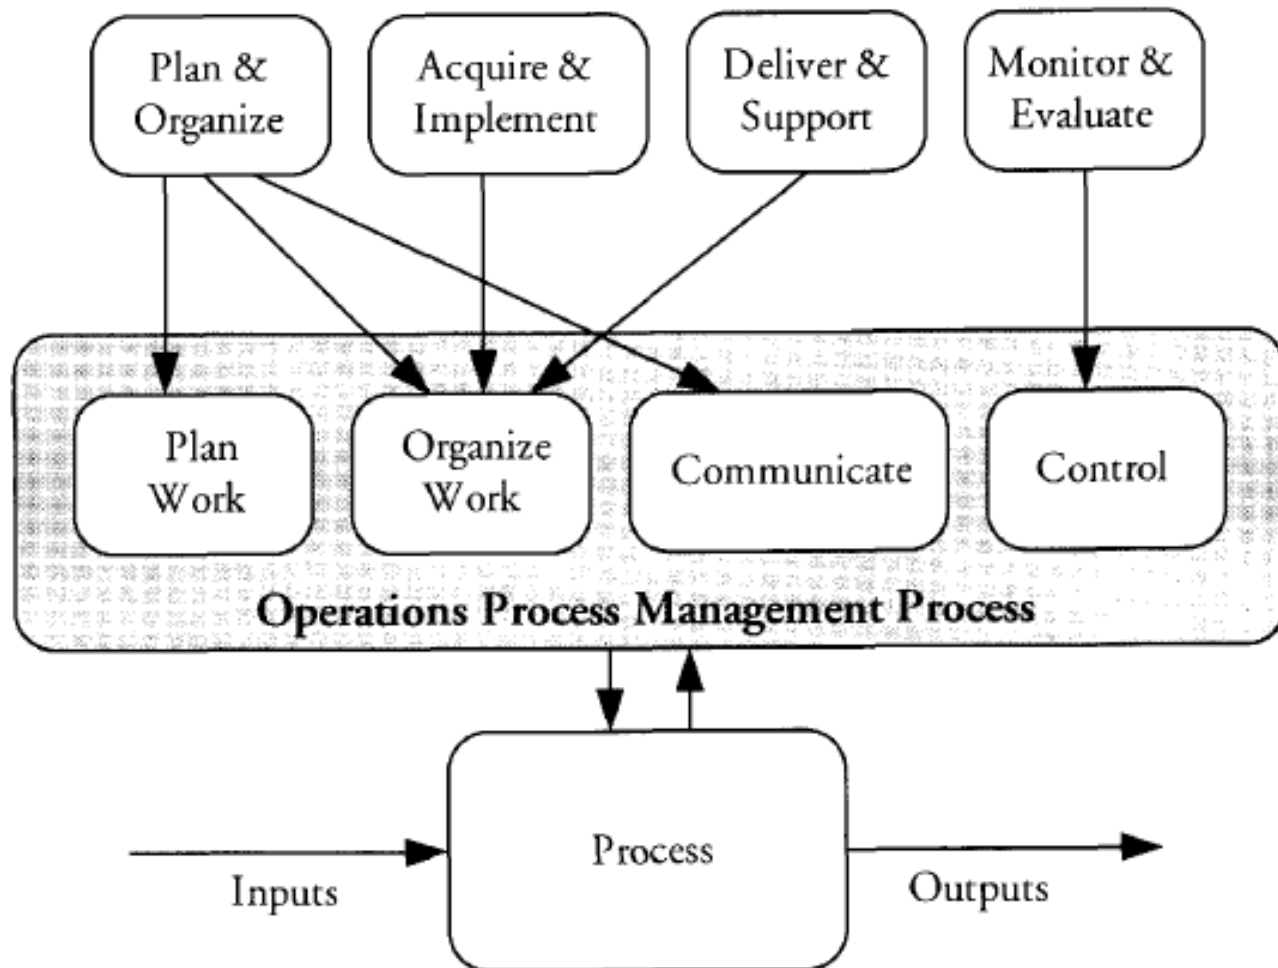 Plan &
Organize
Acquire &
Implement
Deliver &
Support
Monitor &
Evaluate
Plan
Work
Organize
Work
Communicate
Control
Operations Process Management Process
Process
Inputs
Outputs